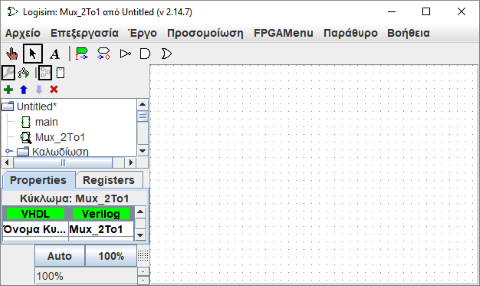 Logisim: Mux_2To1 από Untitled (v 2.14.7)
Αρχείο Επεξεργασία Έργο Προσομοίωση FPGAMenu Παράθυρο Βοήθεια
A
Untitled*
main
Mux_2To1
Καλωδίωση
Properties Registers
Κύκλωμα: Mux_2To1
VHDL Verilog
Όνομα Κυ... Mux_2To1
Auto 100%
100%